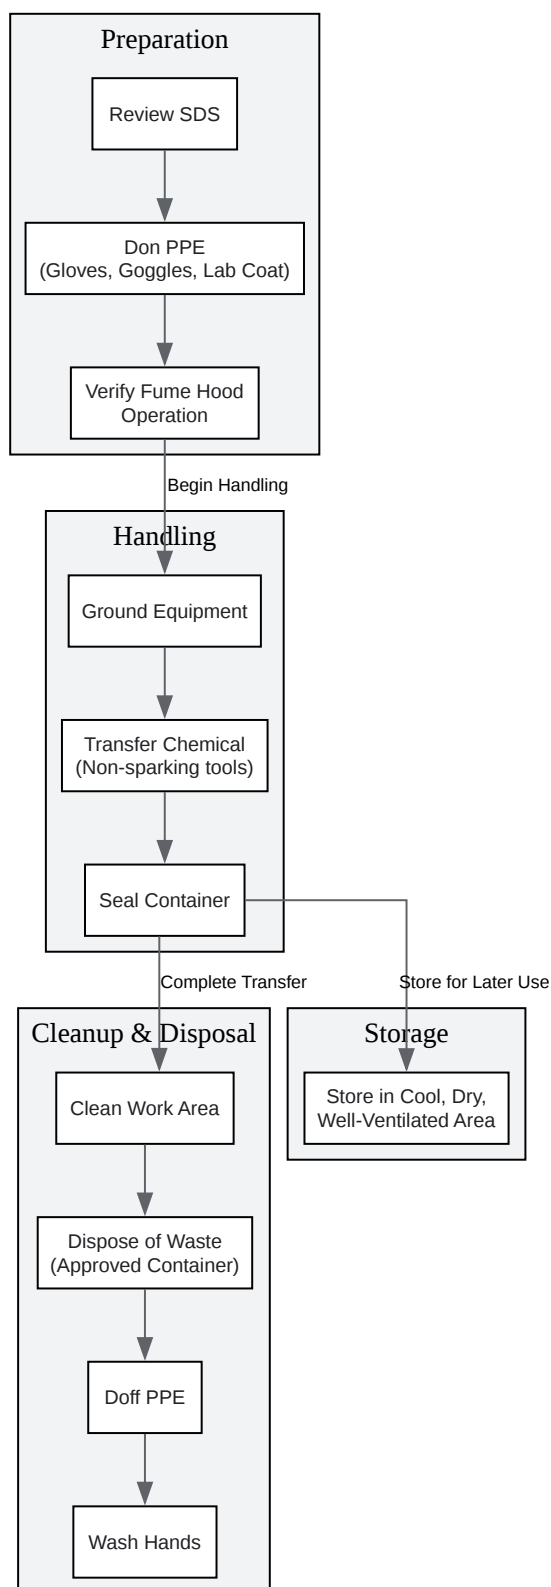 Preparation
Review SDS
Don PPE
(Gloves, Goggles, Lab Coat)
Verify Fume Hood
Operation
Begin Handling
Handling
Ground Equipment
Transfer Chemical
(Non-sparking tools)
Seal Container
Complete Transfer
Store for Later Use
Cleanup & Disposal
Storage
Clean Work Area
Store in Cool, Dry,
Well-Ventilated Area
Dispose of Waste
(Approved Container)
Doff PPE
Wash Hands